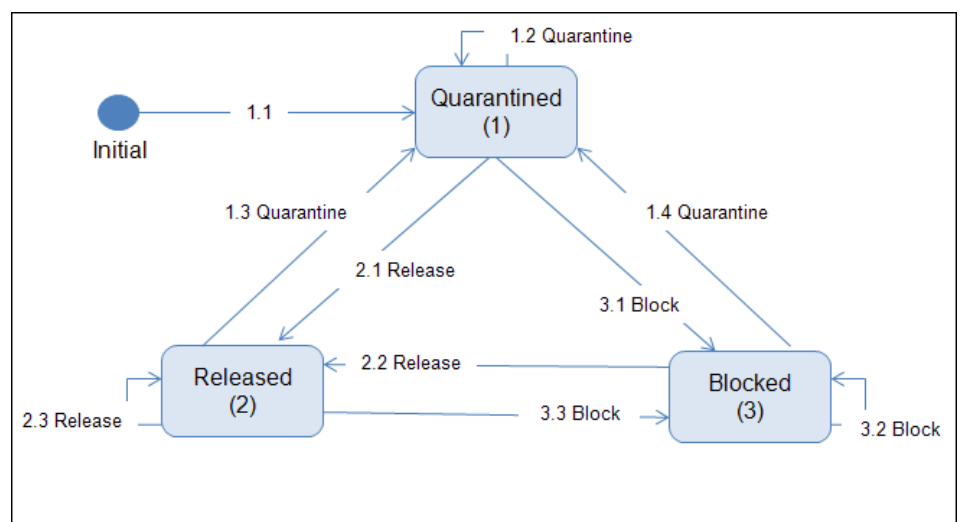 1.2 Quarantine
Quarantined
(1)
1.1
Initial
1.3 Quarantine
1.4 Quarantine
2.1 Release
3.1 Block
2.2 Release
Released
(2)
Blocked
(3)
2.3 Release
3.3 Block
3.2 Block